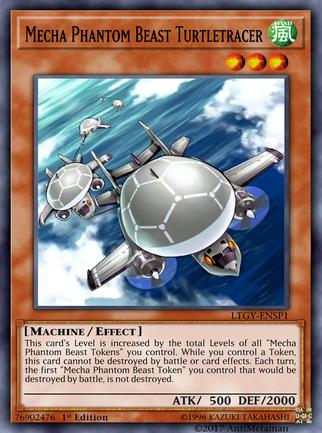 MECHA PHANTOM BEAST TURTLETRACER
WIND
風
LTGY-ENSP1
[MACHINE / EFFECT]
This card's Level is increased by the total Levels of all "Mecha
Phantom Beast Tokens" you control. While you control a Token,
this card cannot be destroyed by battle or card effects. Each turn,
the first "Mecha Phantom Beast Token" you control that would be
destroyed by battle, is not destroyed.
ATK/ 500 DEF/2000
76902476 1st Edition ©1996 KAZUKI TAKAHASHI
©2017 AntiMetaman